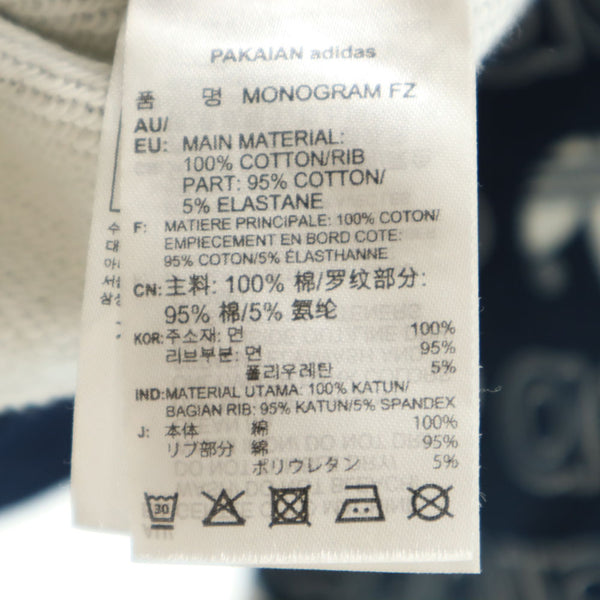 PAKAIAN adidas
品 名 MONOGRAM FZ
AU/
EU: MAIN MATERIAL:
100% COTTON/RIB
PART: 95% COTTON/
5% ELASTANE
F: MATIERE PRINCIPALE: 100% COTON/
EMPIECEMENT EN BORD COTE:
95% COTON/5% ÉLASTHANNE
CN: 主料: 100% 棉/罗纹部分:
95% 棉/5% 氨纶
KOR: 주소재: 면 100%
리브부분: 면 95%
폴리우레탄 5%
IND: MATERIAL UTAMA: 100% KATUN/
BAGIAN RIB: 95% KATUN/5% SPANDEX
J: 本体 綿 100%
リブ部分 綿 95%
ポリウレタン 5%
30